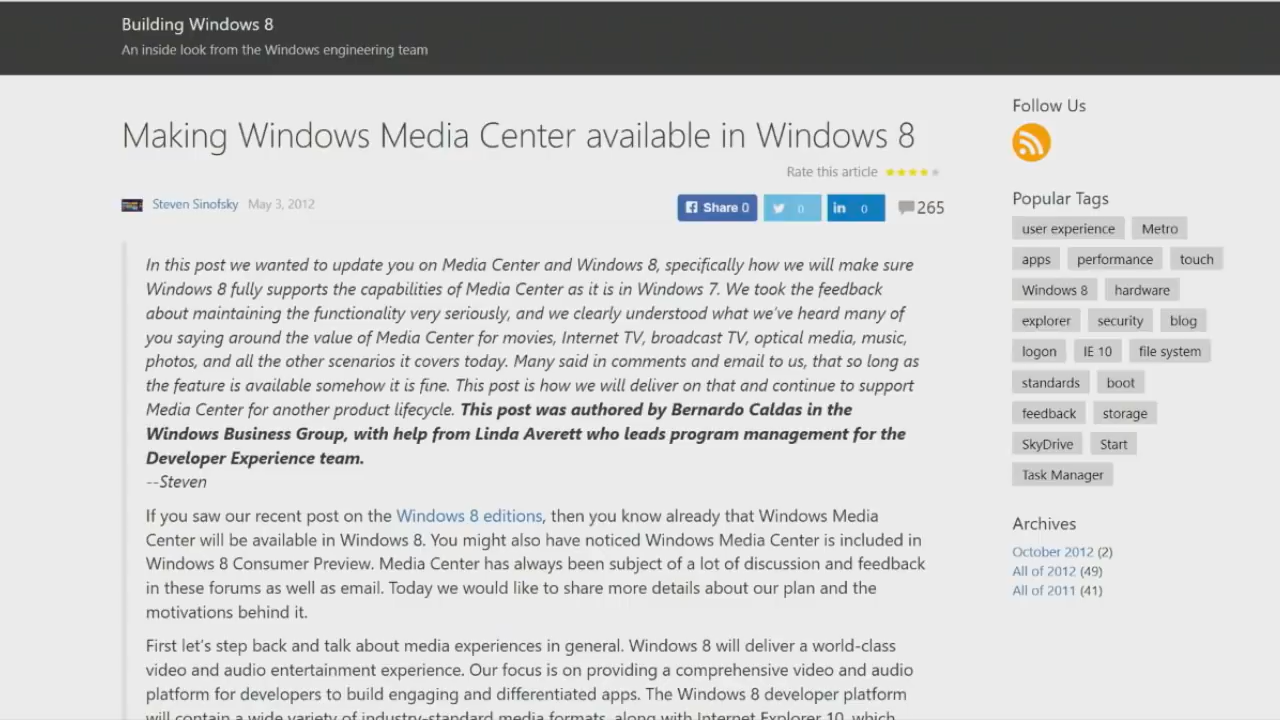 Building Windows 8
An inside look from the Windows engineering team
Making Windows Media Center available in Windows 8
Rate this article
Steven Sinofsky May 3, 2012
Share 0
0
in 0
265
In this post we wanted to update you on Media Center and Windows 8, specifically how we will make sure
Windows 8 fully supports the capabilities of Media Center as it is in Windows 7. We took the feedback
about maintaining the functionality very seriously, and we clearly understood what we've heard many of
you saying around the value of Media Center for movies, Internet TV, broadcast TV, optical media, music,
photos, and all the other scenarios it covers today. Many said in comments and email to us, that so long as
the feature is available somehow it is fine. This post is how we will deliver on that and continue to support
Media Center for another product lifecycle. This post was authored by Bernardo Caldas in the
Windows Business Group, with help from Linda Averett who leads program management for the
Developer Experience team.
--Steven
If you saw our recent post on the Windows 8 editions, then you know already that Windows Media
Center will be available in Windows 8. You might also have noticed Windows Media Center is included in
Windows 8 Consumer Preview. Media Center has always been subject of a lot of discussion and feedback
in these forums as well as email. Today we would like to share more details about our plan and the
motivations behind it.
First let's step back and talk about media experiences in general. Windows 8 will deliver a world-class
video and audio entertainment experience. Our focus is on providing a comprehensive video and audio
platform for developers to build engaging and differentiated apps. The Windows 8 developer platform
will contain a wide variety of industry-standard media formats, along with Internet Explorer 10, which
Follow Us
Popular Tags
user experience Metro
apps performance touch
Windows 8 hardware
explorer security blog
logon IE 10 file system
standards boot
feedback storage
SkyDrive Start
Task Manager
Archives
October 2012 (2)
All of 2012 (49)
All of 2011 (41)